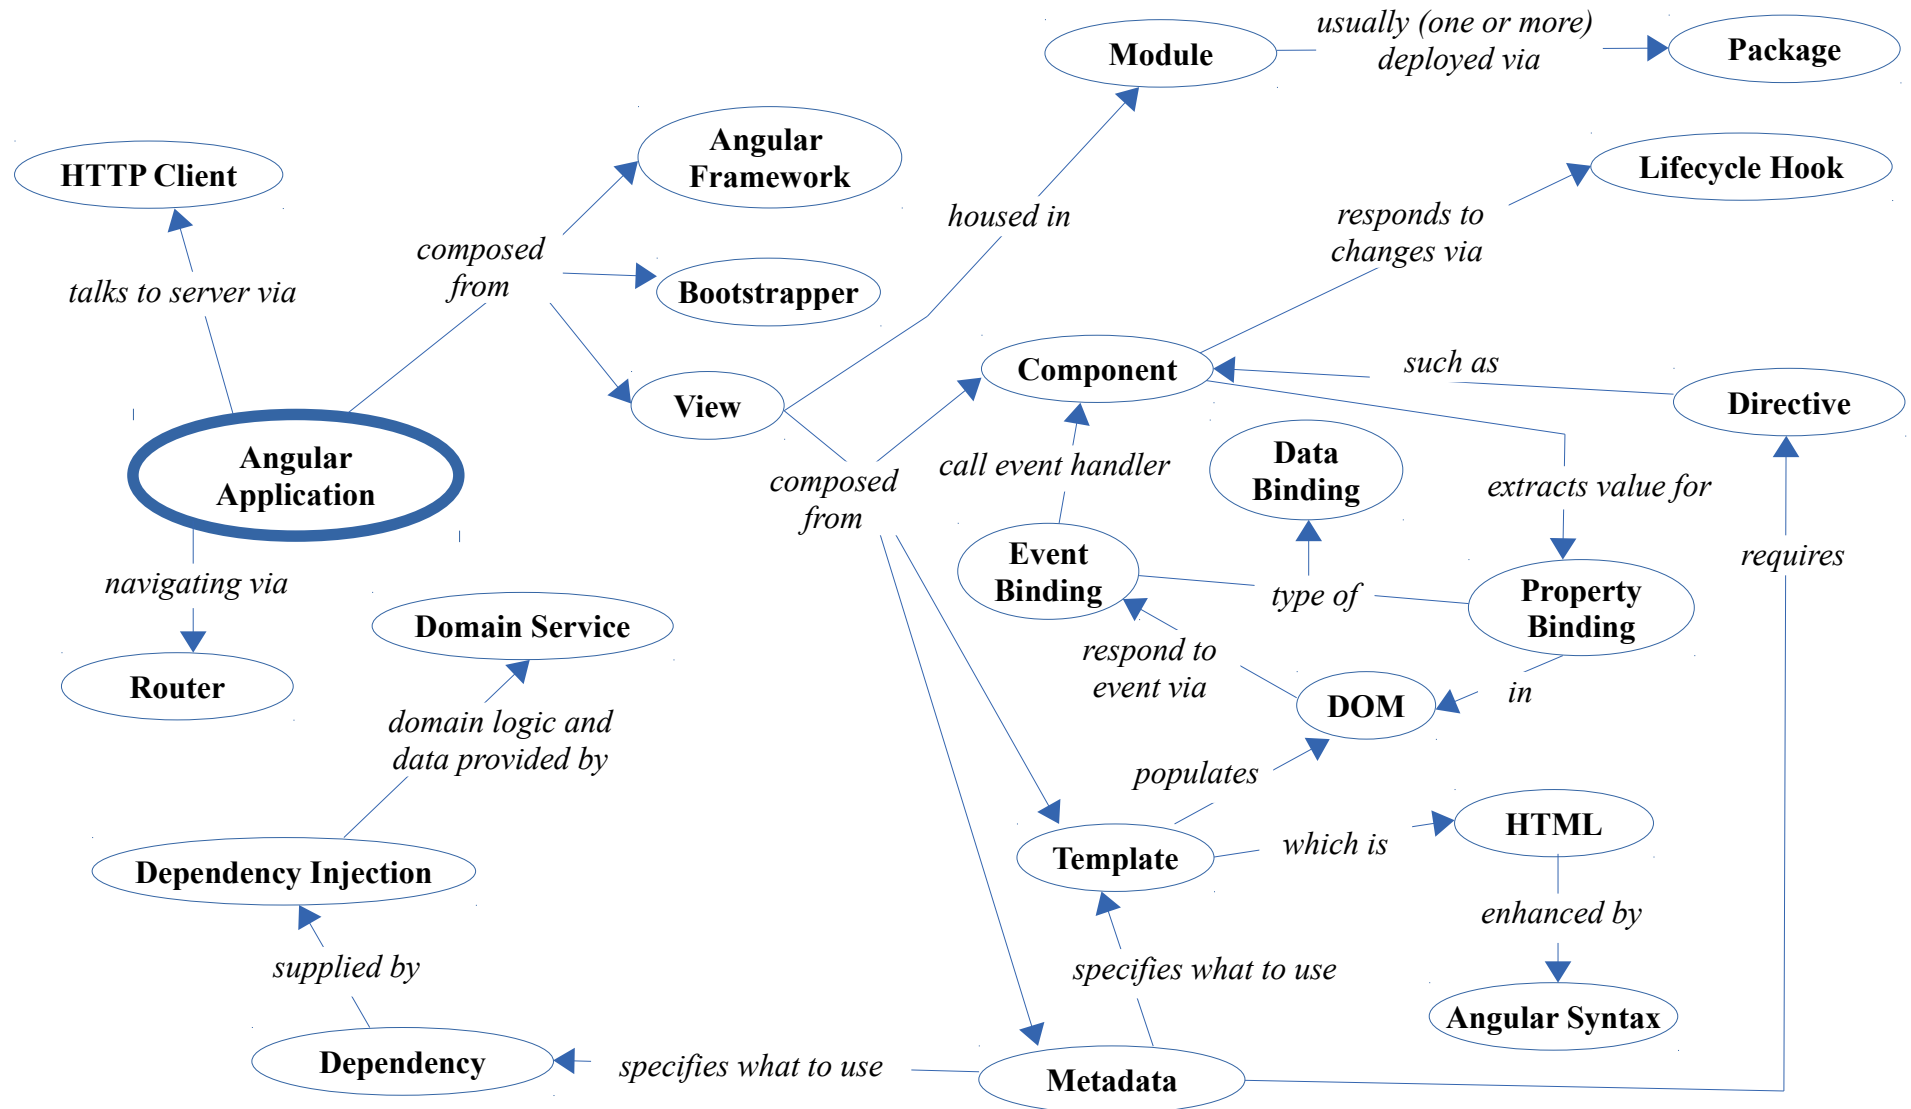 usually (one or more)
deployed via
Module
Package
Angular
Framework
HTTP Client
Lifecycle Hook
housed in
responds to
changes via
composed
from
talks to server via
Bootstrapper
Component
such as
View
Directive
Angular
Application
call event handler
Data
Binding
composed
from
extracts value for
Event
Binding
requires
navigating via
type of
Property
Binding
Domain Service
respond to
event via
Router
in
DOM
domain logic and
data provided by
populates
HTML
which is
Template
Dependency Injection
enhanced by
supplied by
specifies what to use
Angular Syntax
Dependency
specifies what to use
Metadata